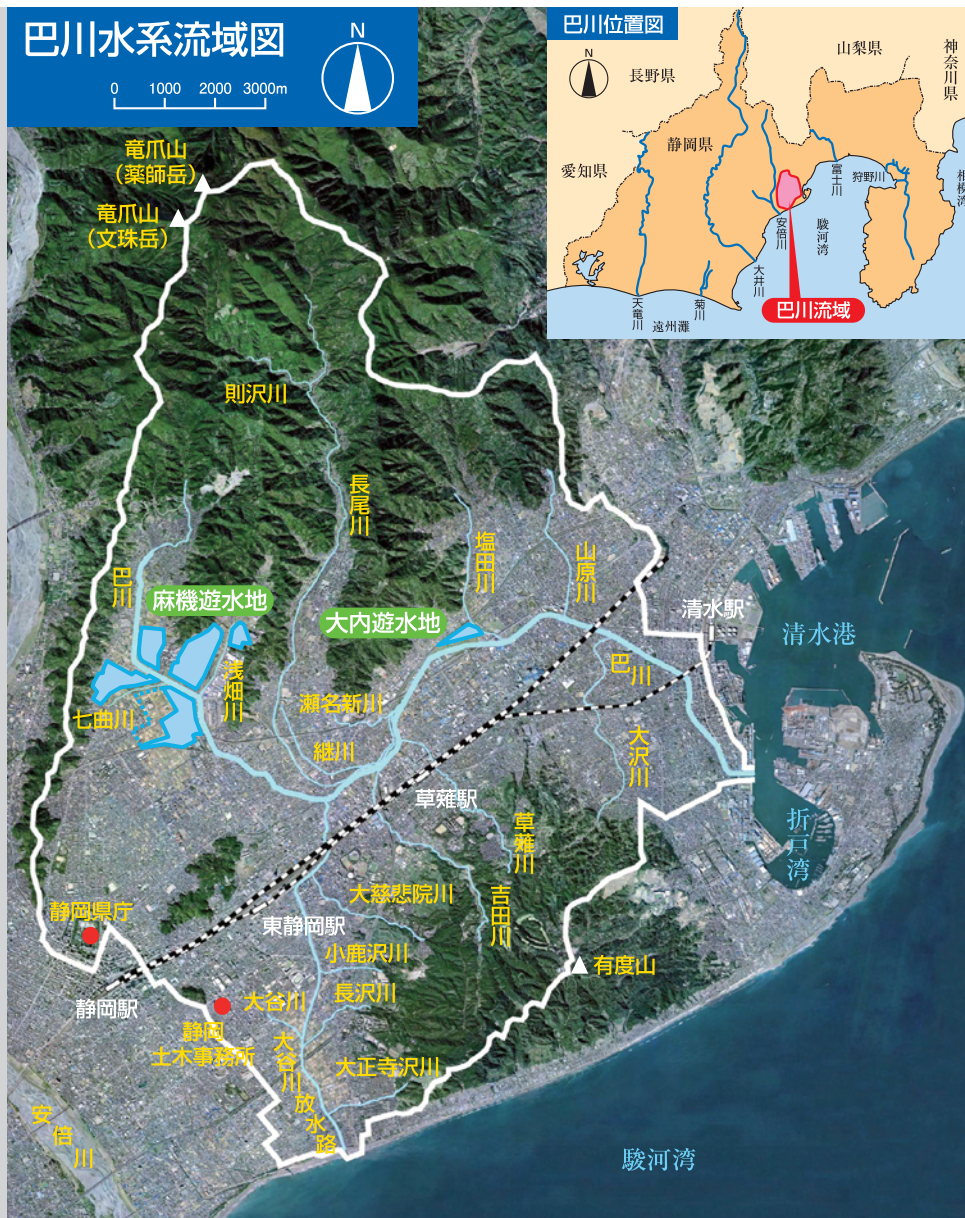 巴川水系流域図
N
0 1000 2000 3000m
巴川位置図
N
長野県
山梨県
神奈川県
静岡県
愛知県
富士川
狩野川
相模湾
安倍川
駿河湾
大井川
天竜川
菊川
遠州灘
巴川流域
竜爪山
（薬師岳）
竜爪山
（文珠岳）
則沢川
長尾川
塩田川
山原川
巴川
麻機遊水地
大内遊水地
清水駅
清水港
浅畑川
巴川
七曲川
瀬名新川
継川
大沢川
草薙駅
草薙川
折戸湾
大慈悲院川
吉田川
静岡県庁
東静岡駅
小鹿沢川
有度山
静岡駅
大谷川
長沢川
静岡
土木事務所
大谷川放水路
大正寺沢川
安倍川
駿河湾